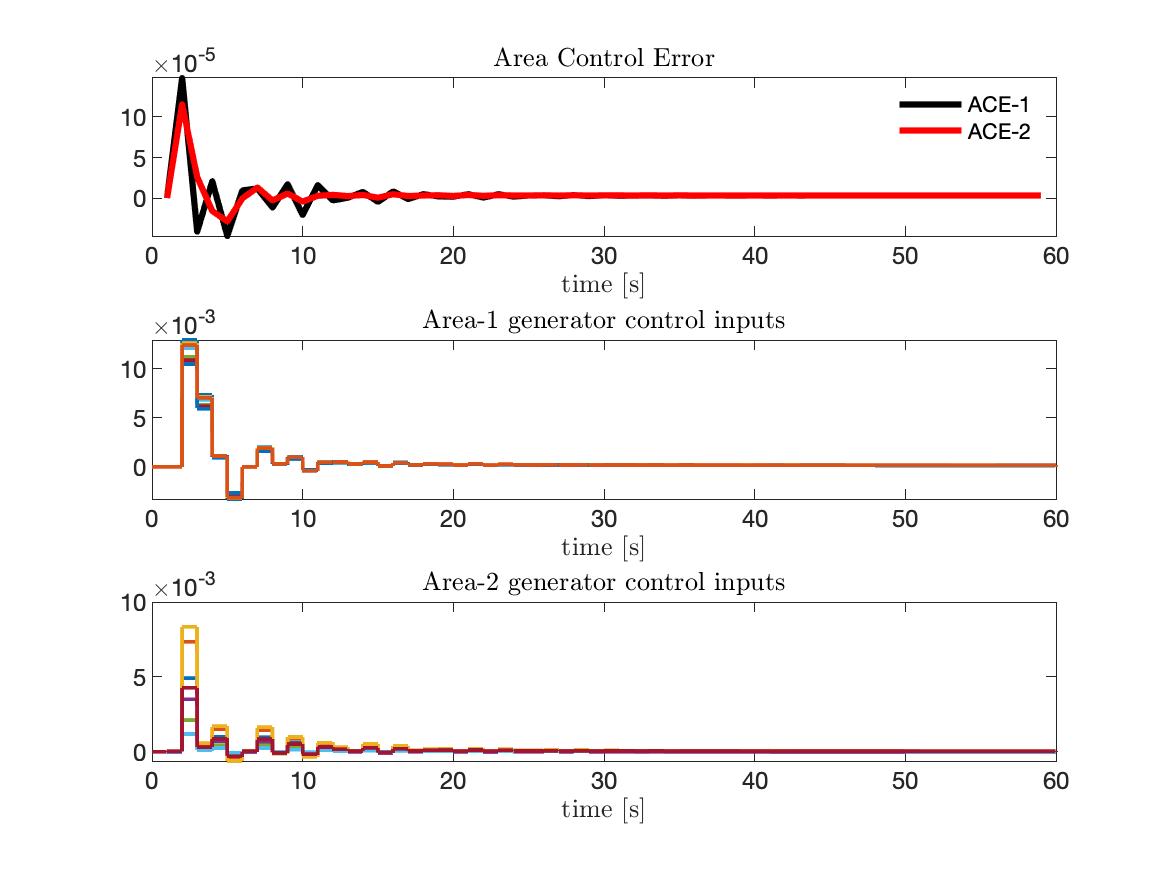 ×10-5
Area Control Error
10
5
0
ACE-1
ACE-2
0 10 20 30 40 50 60
time [s]
×10-3
Area-1 generator control inputs
10
5
0
0 10 20 30 40 50 60
time [s]
×10-3
Area-2 generator control inputs
10
5
0
0 10 20 30 40 50 60
time [s]